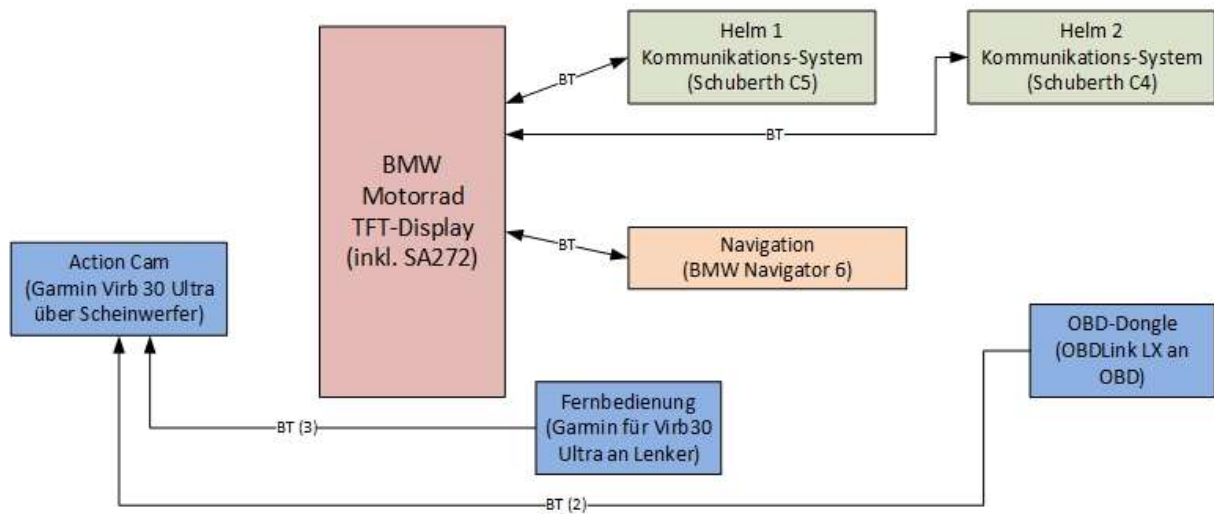 Helm 1
Kommunikations-System
(Schuberth C5)
Helm 2
Kommunikations-System
(Schuberth C4)
BT
BT
BMW
Motorrad
TFT-Display
(inkl. SA272)
BT
Navigation
(BMW Navigator 6)
Action Cam
(Garmin Virb 30 Ultra
über Scheinwerfer)
OBD-Dongle
(OBDLink LX an
OBD)
Fernbedienung
(Garmin für Virb30
Ultra an Lenker)
BT (3)
BT (2)